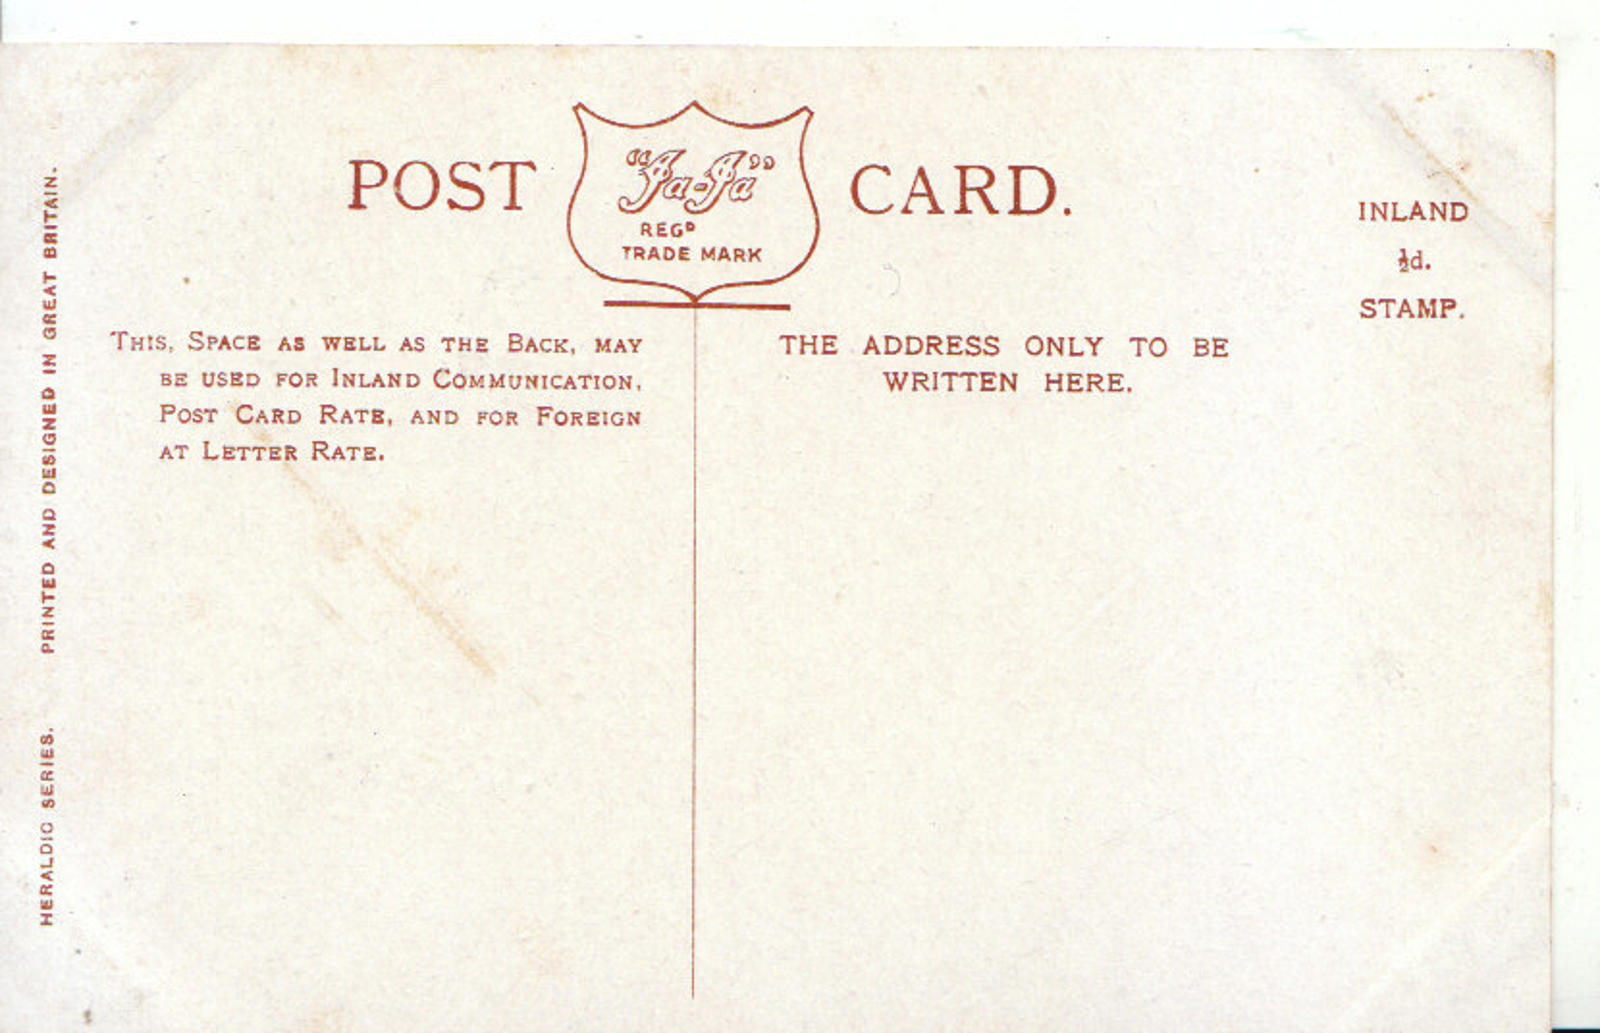 POST CARD.
"Ja-Ja"
REGD
TRADE MARK
INLAND
½d.
STAMP.
THIS, SPACE AS WELL AS THE BACK, MAY
BE USED FOR INLAND COMMUNICATION,
POST CARD RATE, AND FOR FOREIGN
AT LETTER RATE.
THE ADDRESS ONLY TO BE
WRITTEN HERE.
HERALDIC SERIES. PRINTED AND DESIGNED IN GREAT BRITAIN.